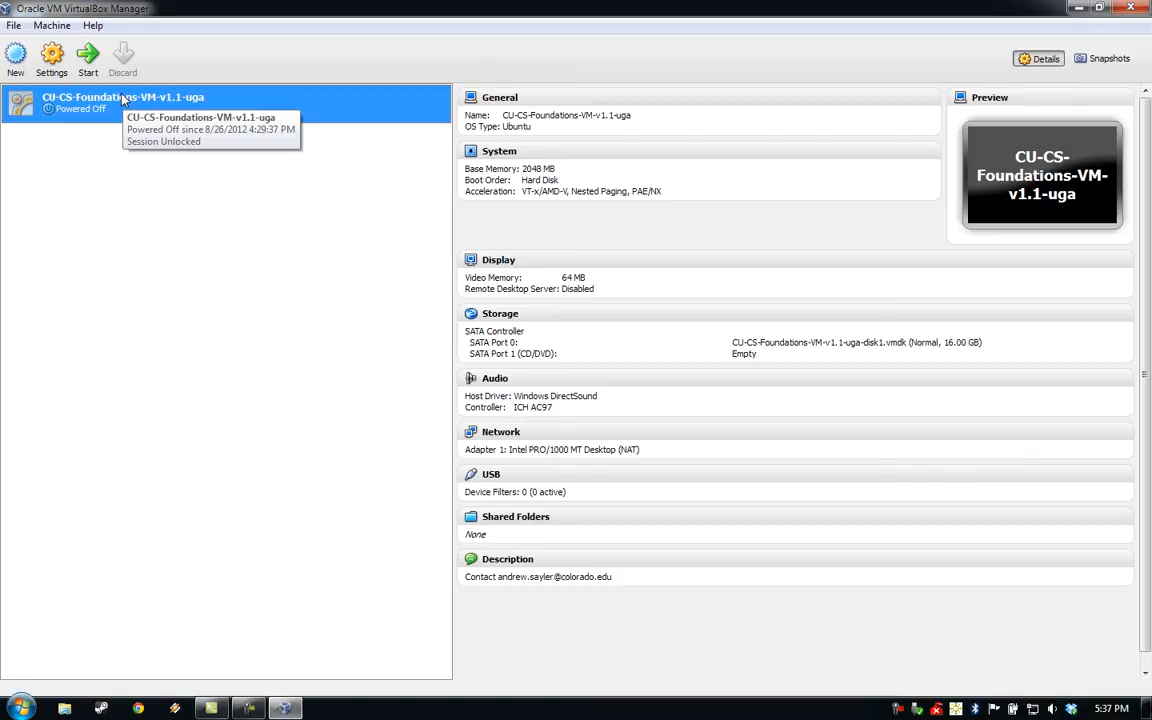 Oracle VM VirtualBox Manager
File Machine Help
New Settings Start Discard
Details Snapshots
CU-CS-Foundations-VM-v1.1-uga
Powered Off
CU-CS-Foundations-VM-v1.1-uga
Powered Off since 8/26/2012 4:29:37 PM
Session Unlocked
General
Name: CU-CS-Foundations-VM-v1.1-uga
OS Type: Ubuntu
System
Base Memory: 2048 MB
Boot Order: Hard Disk
Acceleration: VT-x/AMD-V, Nested Paging, PAE/NX
Preview
CU-CS-
Foundations-VM-
v1.1-uga
Display
Video Memory: 64 MB
Remote Desktop Server: Disabled
Storage
SATA Controller
SATA Port 0: CU-CS-Foundations-VM-v1.1-uga-disk1.vmdk (Normal, 16.00 GB)
SATA Port 1 (CD/DVD): Empty
Audio
Host Driver: Windows DirectSound
Controller: ICH AC97
Network
Adapter 1: Intel PRO/1000 MT Desktop (NAT)
USB
Device Filters: 0 (0 active)
Shared Folders
None
Description
Contact andrew.sayler@colorado.edu
5:37 PM